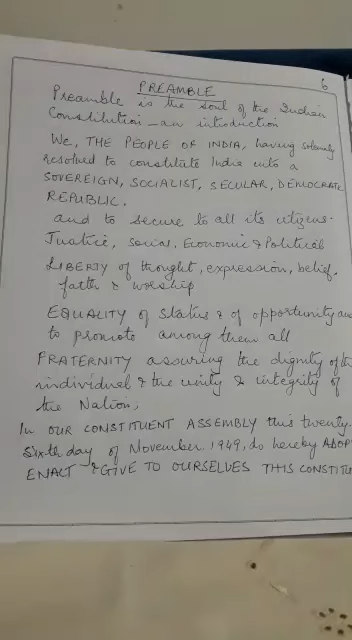 6
PREAMBLE
Preamble is the soul of the Indian
Constitution - an introduction
We, THE PEOPLE OF INDIA, having solemnly
resolved to constitute India into a
SOVEREIGN, SOCIALIST, SECULAR, DEMOCRATIC
REPUBLIC,
and to secure to all its citizens-
Justice, Social, Economic & Political
LIBERTY of thought, expression, belief,
faith & worship
EQUALITY of status & of opportunity and
to promote among them all
FRATERNITY assuring the dignity of the
individual & the unity & integrity of
the Nation,
In OUR CONSTITUENT ASSEMBLY this twenty-
sixth day of November, 1949, do hereby ADOPT
ENACT & GIVE TO OURSELVES THIS CONSTITU